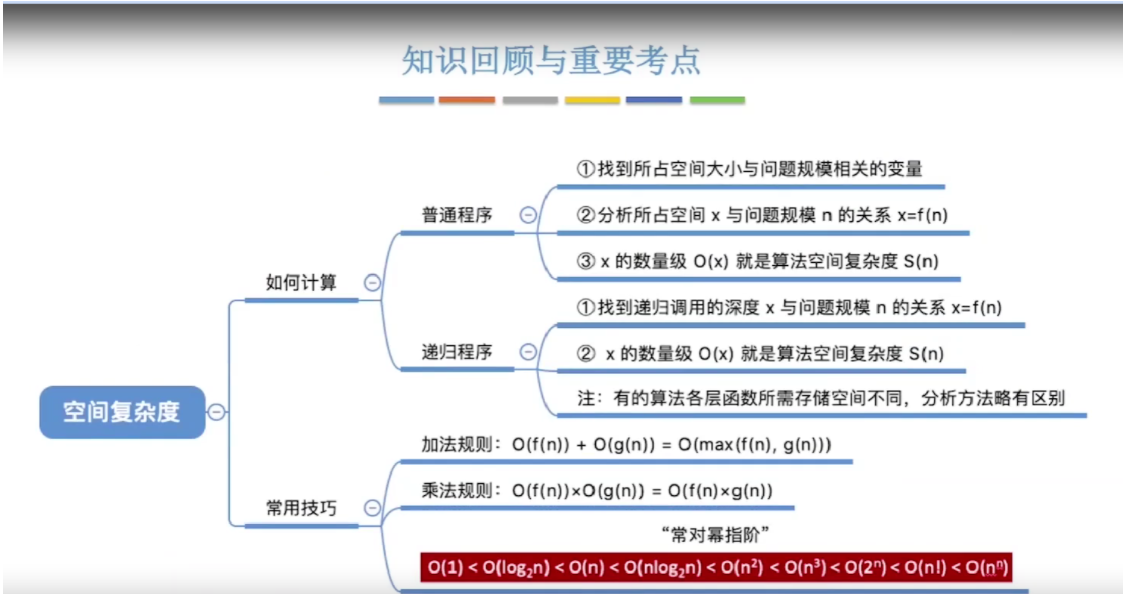 知识回顾与重要考点
空间复杂度
如何计算
普通程序
①找到所占空间大小与问题规模相关的变量
②分析所占空间 x 与问题规模 n 的关系 x=f(n)
③ x 的数量级 O(x) 就是算法空间复杂度 S(n)
递归程序
①找到递归调用的深度 x 与问题规模 n 的关系 x=f(n)
② x 的数量级 O(x) 就是算法空间复杂度 S(n)
注：有的算法各层函数所需存储空间不同，分析方法略有区别
常用技巧
加法规则：O(f(n)) + O(g(n)) = O(max(f(n), g(n)))
乘法规则：O(f(n))×O(g(n)) = O(f(n)×g(n))
“常对幂指阶”
O(1) < O(log₂n) < O(n) < O(nlog₂n) < O(n²) < O(n³) < O(2ⁿ) < O(n!) < O(nⁿ)